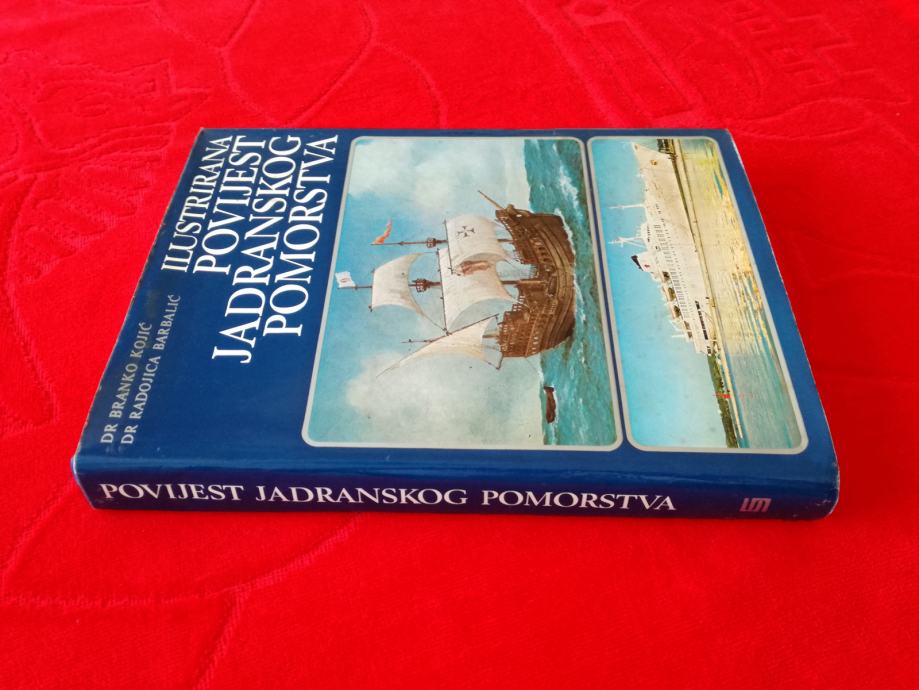 DR BRANKO KOJIĆ
DR RADOJICA BARBALIĆ
ILUSTRIRANA
POVIJEST
JADRANSKOG
POMORSTVA
POVIJEST JADRANSKOG POMORSTVA